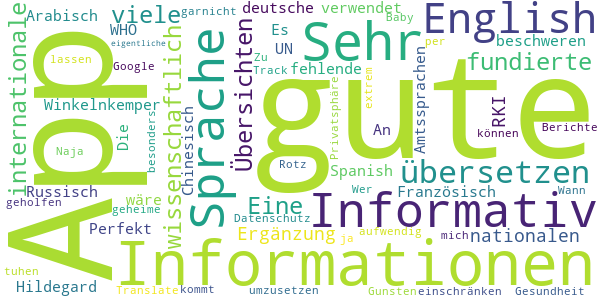 Arabisch
viele
garnicht
deutsche
verwendet
Baby
English
WHO
eigentliche
Es
Sehr
beschweren
internationale
App
lassen
Google
wissenschaftlich
Sprache
Übersichten
Zu
UN
Track
fehlende
gute
per
fundierte
extrem
Amtssprachen
Winkelnkemper
Naja
Die
besonders
Chinesisch
Privatsphäre
An
RKI
können
Berichte
Rotz
Spanish
übersetzen
Russisch
geholfen
wäre
geheime
Eine
Wer
Französisch
Wann
Informativ
Datenschutz
Perfekt
Ergänzung
ja
aufwendig
mich
nationalen
Informationen
tuhen
Hildegard
Translate
kommt
umzusetzen
Gunsten
einschränken
Gesundheit